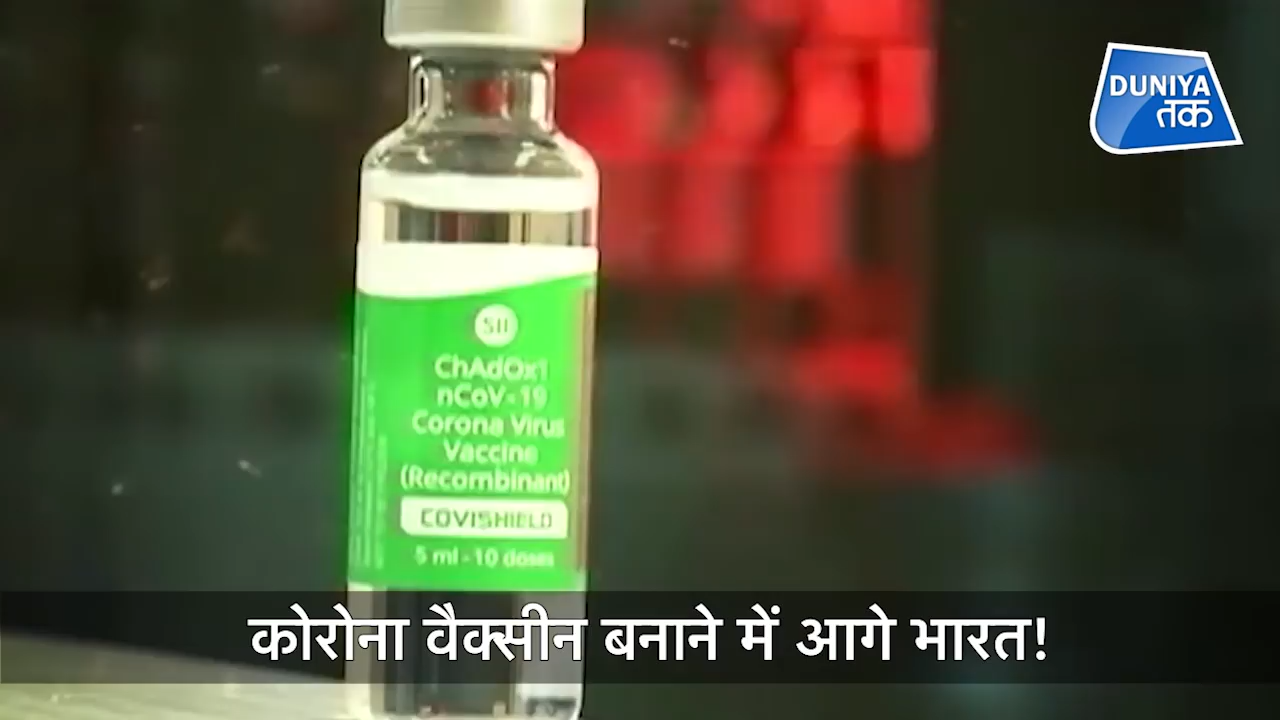 DUNIYA
तक
SII
ChAdOx1
nCoV-19
Corona Virus
Vaccine
(Recombinant)
COVISHIELD
5 ml - 10 doses
कोरोना वैक्सीन बनाने में आगे भारत!